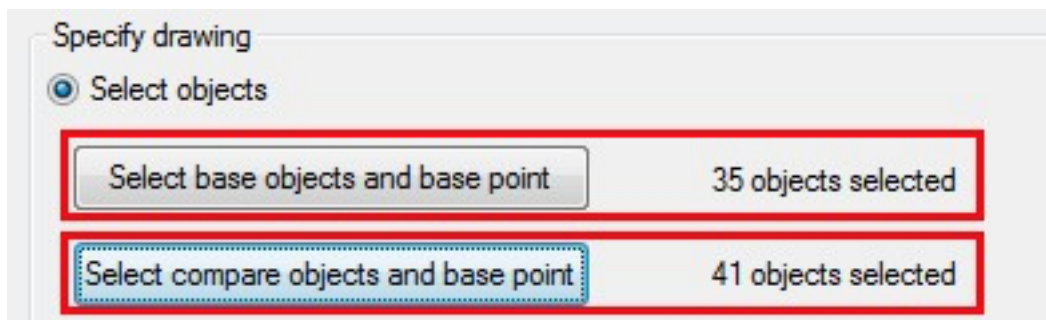 Specify drawing
Select objects
Select base objects and base point 35 objects selected
Select compare objects and base point 41 objects selected